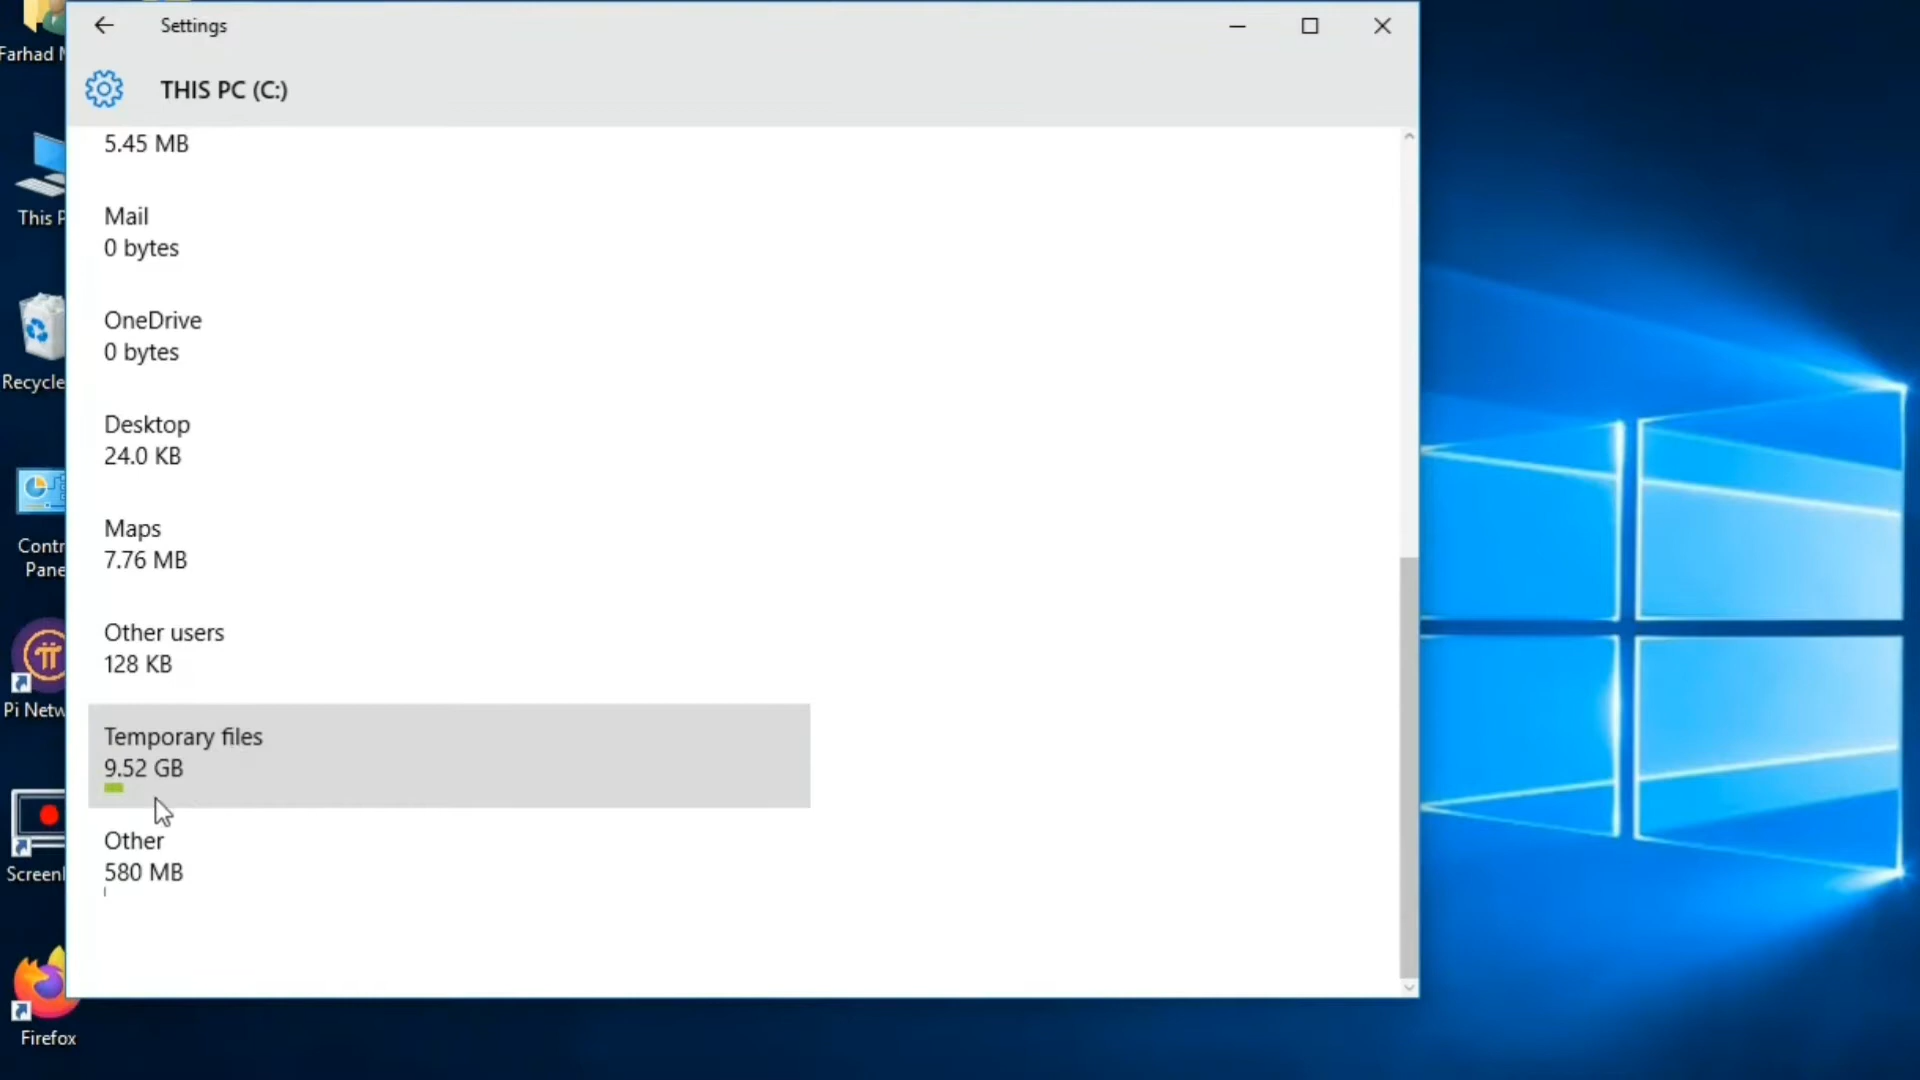 Settings
THIS PC (C:)
5.45 MB
Mail
0 bytes
OneDrive
0 bytes
Desktop
24.0 KB
Maps
7.76 MB
Other users
128 KB
Temporary files
9.52 GB
Other
580 MB
Farhad
This P
Recycle
Contr
Pane
Pi Netw
Screenl
Firefox